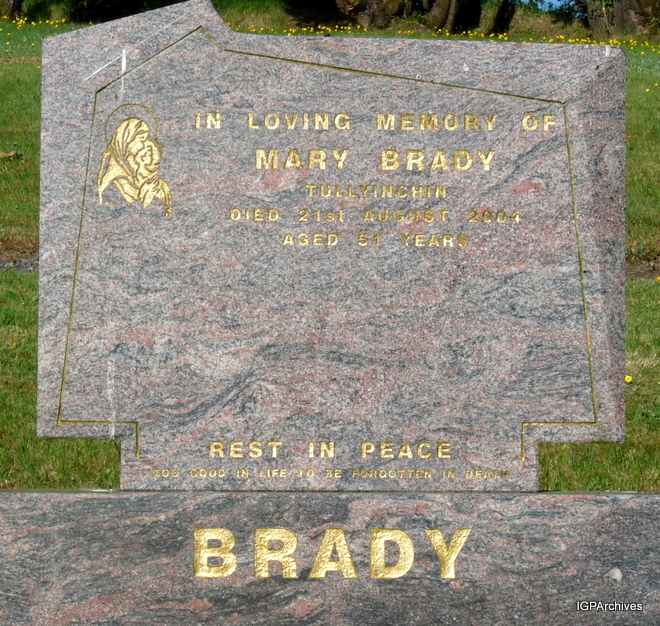 IN LOVING MEMORY OF
MARY BRADY
TULLYINCHIN
DIED 21st AUGUST 2004
AGED 51 YEARS
REST IN PEACE
TOO GOOD IN LIFE TO BE FORGOTTEN IN DEATH
BRADY
IGPArchives